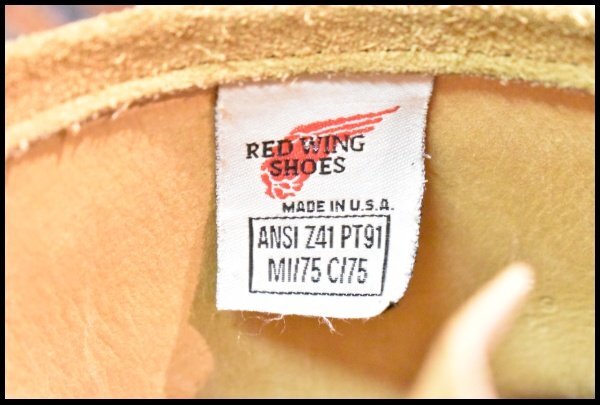 RED WING
SHOES
MADE IN U.S.A.
ANSI Z41 PT91
MI/75 C/75